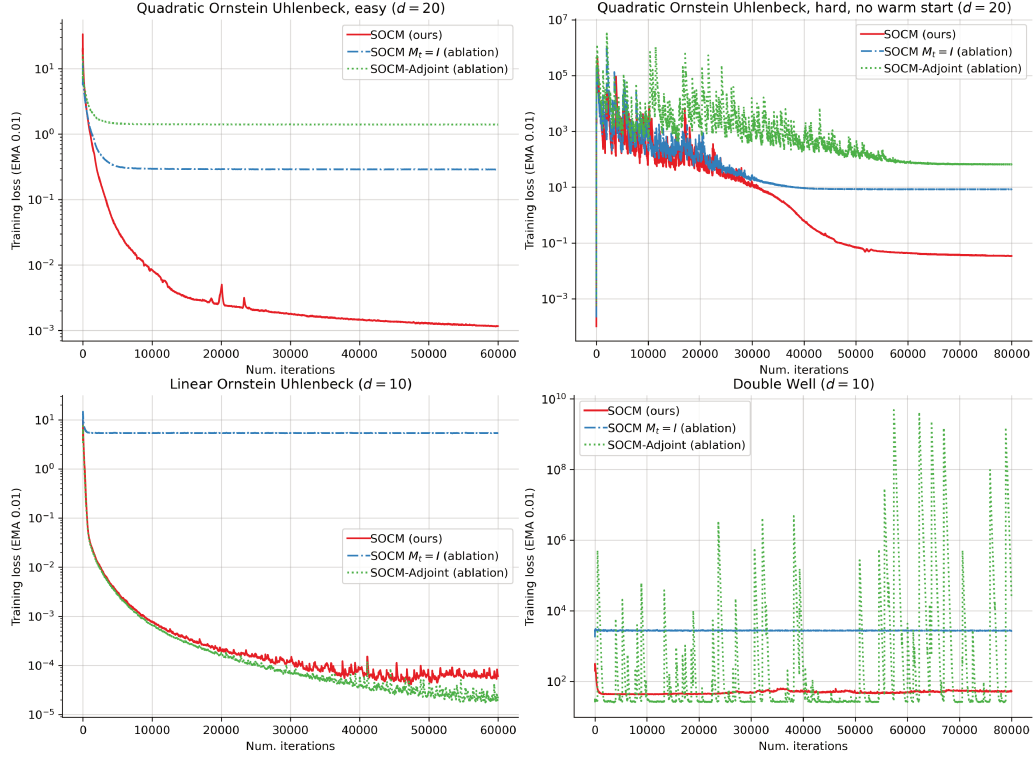 Quadratic Ornstein Uhlenbeck, easy (d = 20)
Training loss (EMA 0.01)
10^1
10^0
10^−1
10^−2
10^−3
SOCM (ours)
SOCM M_t = I (ablation)
SOCM-Adjoint (ablation)
0 10000 20000 30000 40000 50000 60000
Num. iterations
Quadratic Ornstein Uhlenbeck, hard, no warm start (d = 20)
Training loss (EMA 0.01)
10^7
10^5
10^3
10^1
10^−1
10^−3
SOCM (ours)
SOCM M_t = I (ablation)
SOCM-Adjoint (ablation)
0 10000 20000 30000 40000 50000 60000 70000 80000
Num. iterations
Linear Ornstein Uhlenbeck (d = 10)
Training loss (EMA 0.01)
10^1
10^0
10^−1
10^−2
10^−3
10^−4
10^−5
SOCM (ours)
SOCM M_t = I (ablation)
SOCM-Adjoint (ablation)
0 10000 20000 30000 40000 50000 60000
Num. iterations
Double Well (d = 10)
Training loss (EMA 0.01)
10^10
10^8
10^6
10^4
10^2
SOCM (ours)
SOCM M_t = I (ablation)
SOCM-Adjoint (ablation)
0 10000 20000 30000 40000 50000 60000 70000 80000
Num. iterations